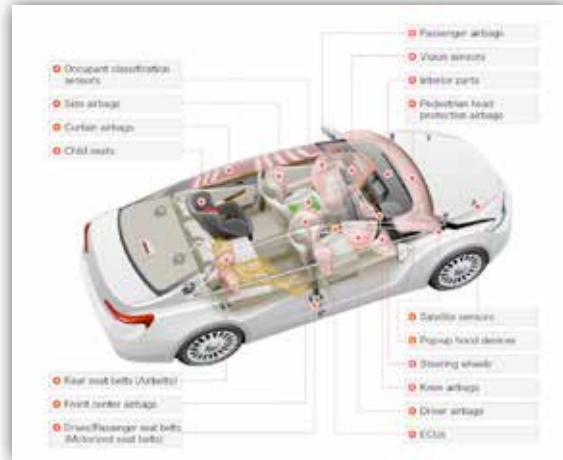 Occupant classification
sensors
Side airbags
Curtain airbags
Child seats
Passenger airbags
Vision sensors
Interior parts
Pedestrian head
protection airbags
Satellite sensors
Pop-up hood devices
Steering wheels
Knee airbags
Driver airbags
ECUs
Rear seat belts (Airbelts)
Front center airbags
Driver/Passenger seat belts
(Motorized seat belts)